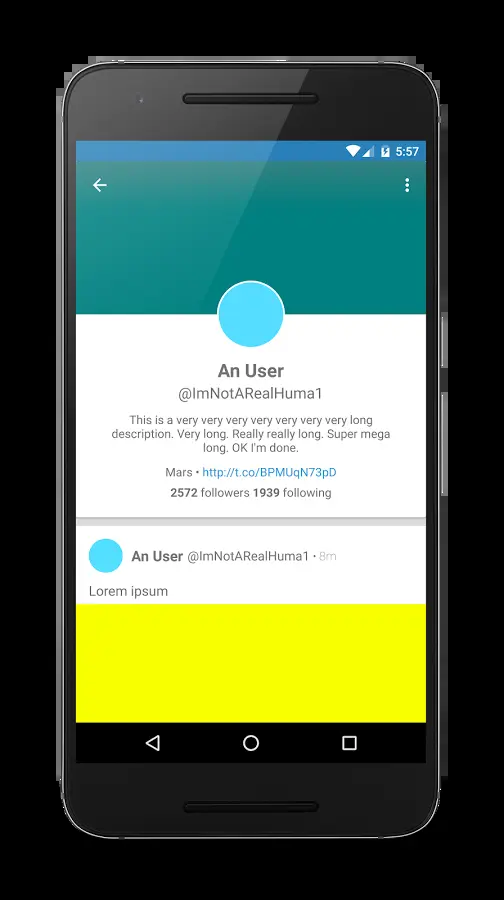 5:57
An User
@ImNotARealHuma1
This is a very very very very very very very long
description. Very long. Really really long. Super mega
long. OK I'm done.
Mars • http://t.co/BPMUqN73pD
2572 followers 1939 following
An User @ImNotARealHuma1 • 8m
Lorem ipsum